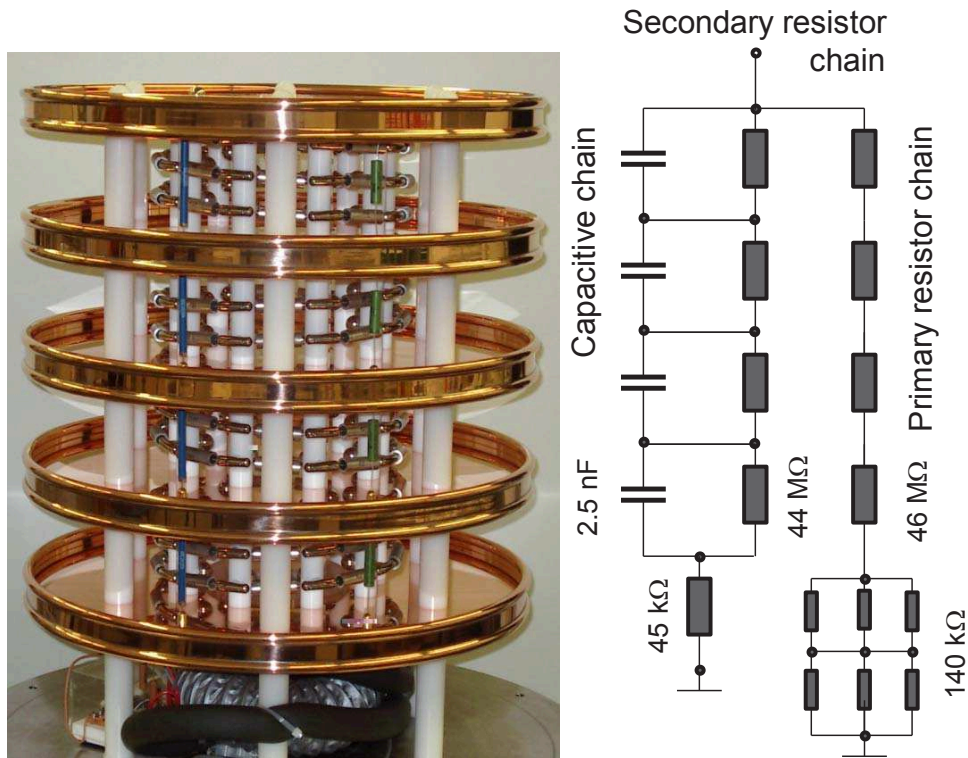 Secondary resistor
chain
Capacitive chain
Primary resistor chain
2.5 nF
44 MΩ
46 MΩ
45 kΩ
140 kΩ